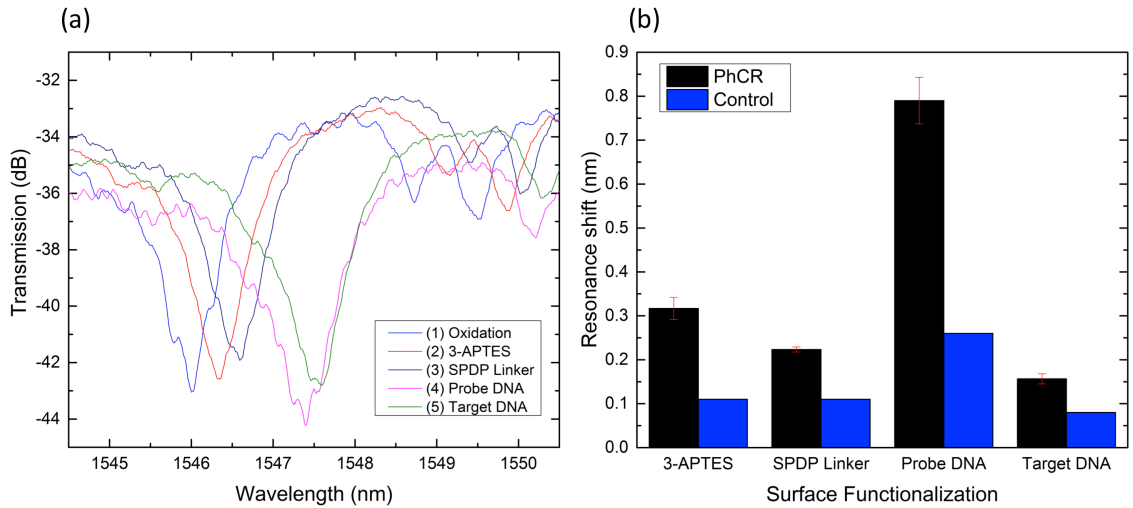 (a)
-32
-34
-36
-38
-40
-42
-44
Transmission (dB)
(1) Oxidation
(2) 3-APTES
(3) SPDP Linker
(4) Probe DNA
(5) Target DNA
1545 1546 1547 1548 1549 1550
Wavelength (nm)
(b)
0.9
0.8
0.7
0.6
0.5
0.4
0.3
0.2
0.1
0.0
Resonance shift (nm)
PhCR
Control
3-APTES SPDP Linker Probe DNA Target DNA
Surface Functionalization